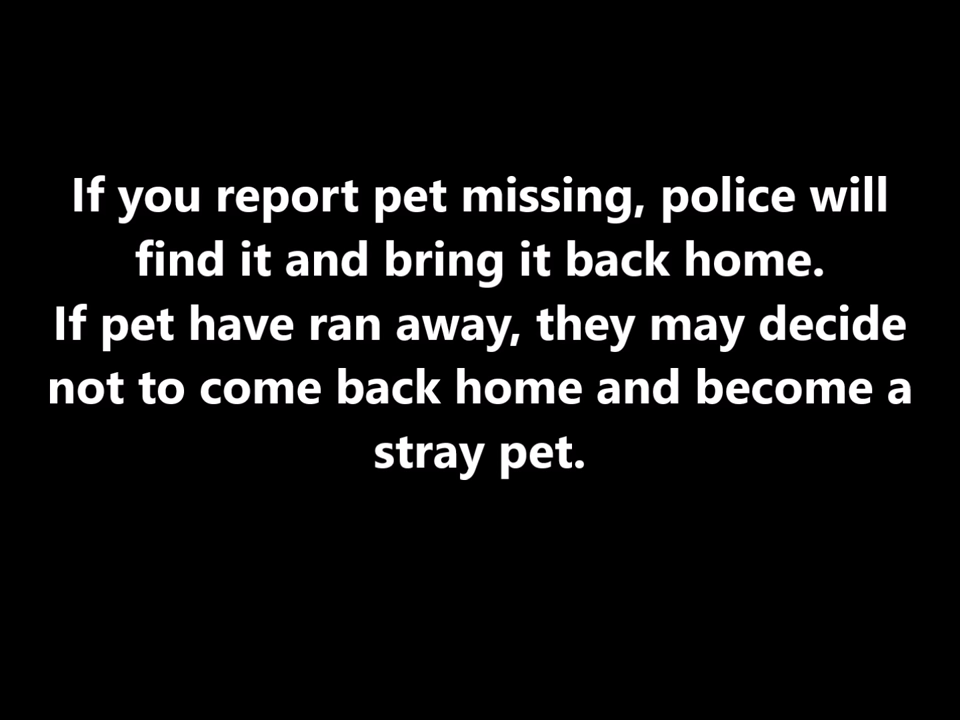 If you report pet missing, police will
find it and bring it back home.
If pet have ran away, they may decide
not to come back home and become a
stray pet.